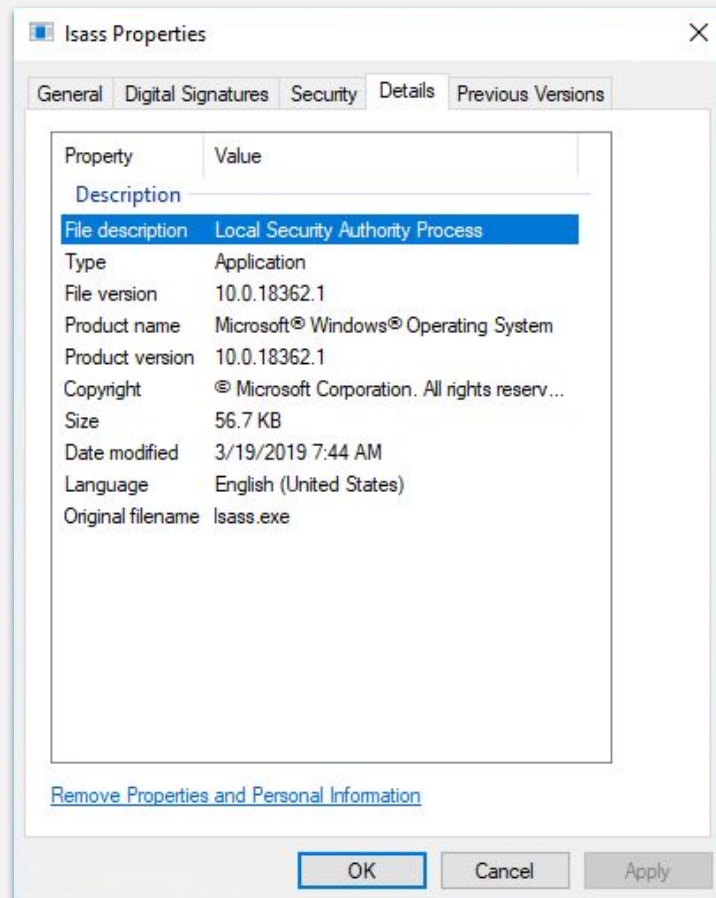 lsass Properties
General Digital Signatures Security Details Previous Versions
Property Value
Description
File description Local Security Authority Process
Type Application
File version 10.0.18362.1
Product name Microsoft® Windows® Operating System
Product version 10.0.18362.1
Copyright © Microsoft Corporation. All rights reserv...
Size 56.7 KB
Date modified 3/19/2019 7:44 AM
Language English (United States)
Original filename lsass.exe
Remove Properties and Personal Information
OK Cancel Apply